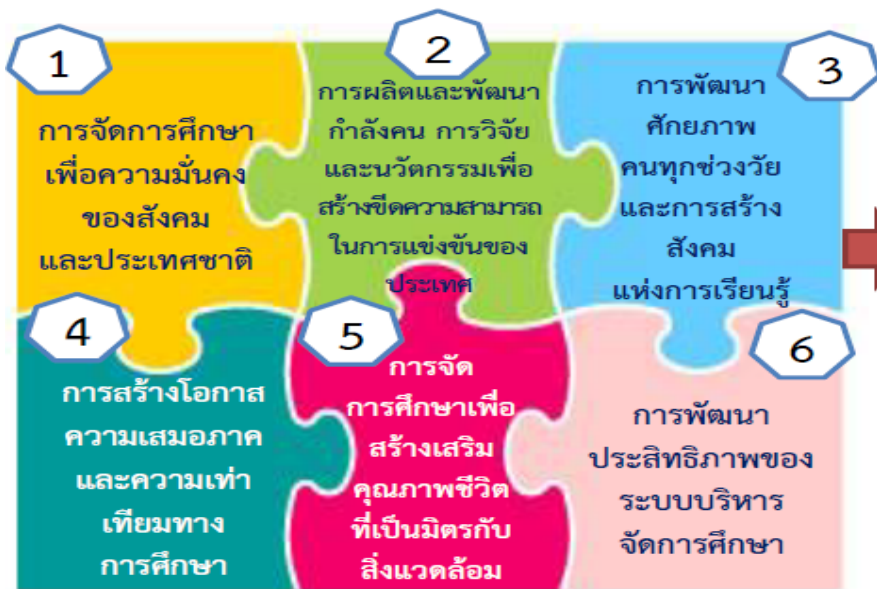 1
การจัดการศึกษา
เพื่อความมั่นคง
ของสังคม
และประเทศชาติ
2
การผลิตและพัฒนา
กำลังคน การวิจัย
และนวัตกรรมเพื่อ
สร้างขีดความสามารถ
ในการแข่งขันของ
ประเทศ
3
การพัฒนา
ศักยภาพ
คนทุกช่วงวัย
และการสร้าง
สังคม
แห่งการเรียนรู้
4
การสร้างโอกาส
ความเสมอภาค
และความเท่า
เทียมทาง
การศึกษา
5
การจัด
การศึกษาเพื่อ
สร้างเสริม
คุณภาพชีวิต
ที่เป็นมิตรกับ
สิ่งแวดล้อม
6
การพัฒนา
ประสิทธิภาพของ
ระบบบริหาร
จัดการศึกษา